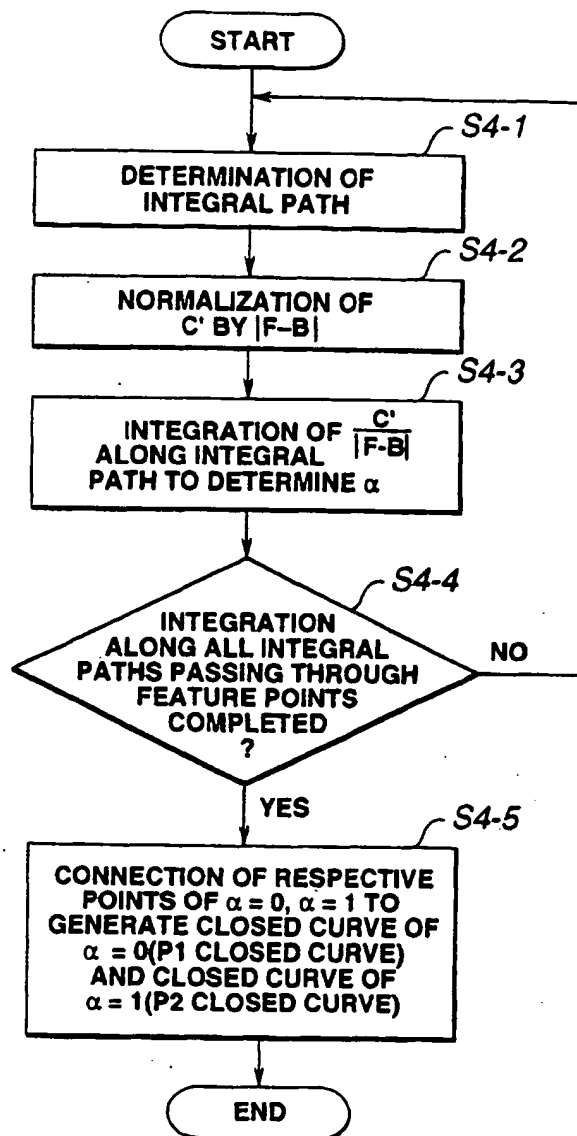 START
S4-1
DETERMINATION OF
INTEGRAL PATH
S4-2
NORMALIZATION OF
C' BY |F–B|
S4-3
INTEGRATION OF C'/|F-B|
ALONG INTEGRAL
PATH TO DETERMINE α
S4-4
INTEGRATION
ALONG ALL INTEGRAL
PATHS PASSING THROUGH
FEATURE POINTS
COMPLETED
?
NO
YES
S4-5
CONNECTION OF RESPECTIVE
POINTS OF α = 0, α = 1 TO
GENERATE CLOSED CURVE OF
α = 0(P1 CLOSED CURVE)
AND CLOSED CURVE OF
α = 1(P2 CLOSED CURVE)
END